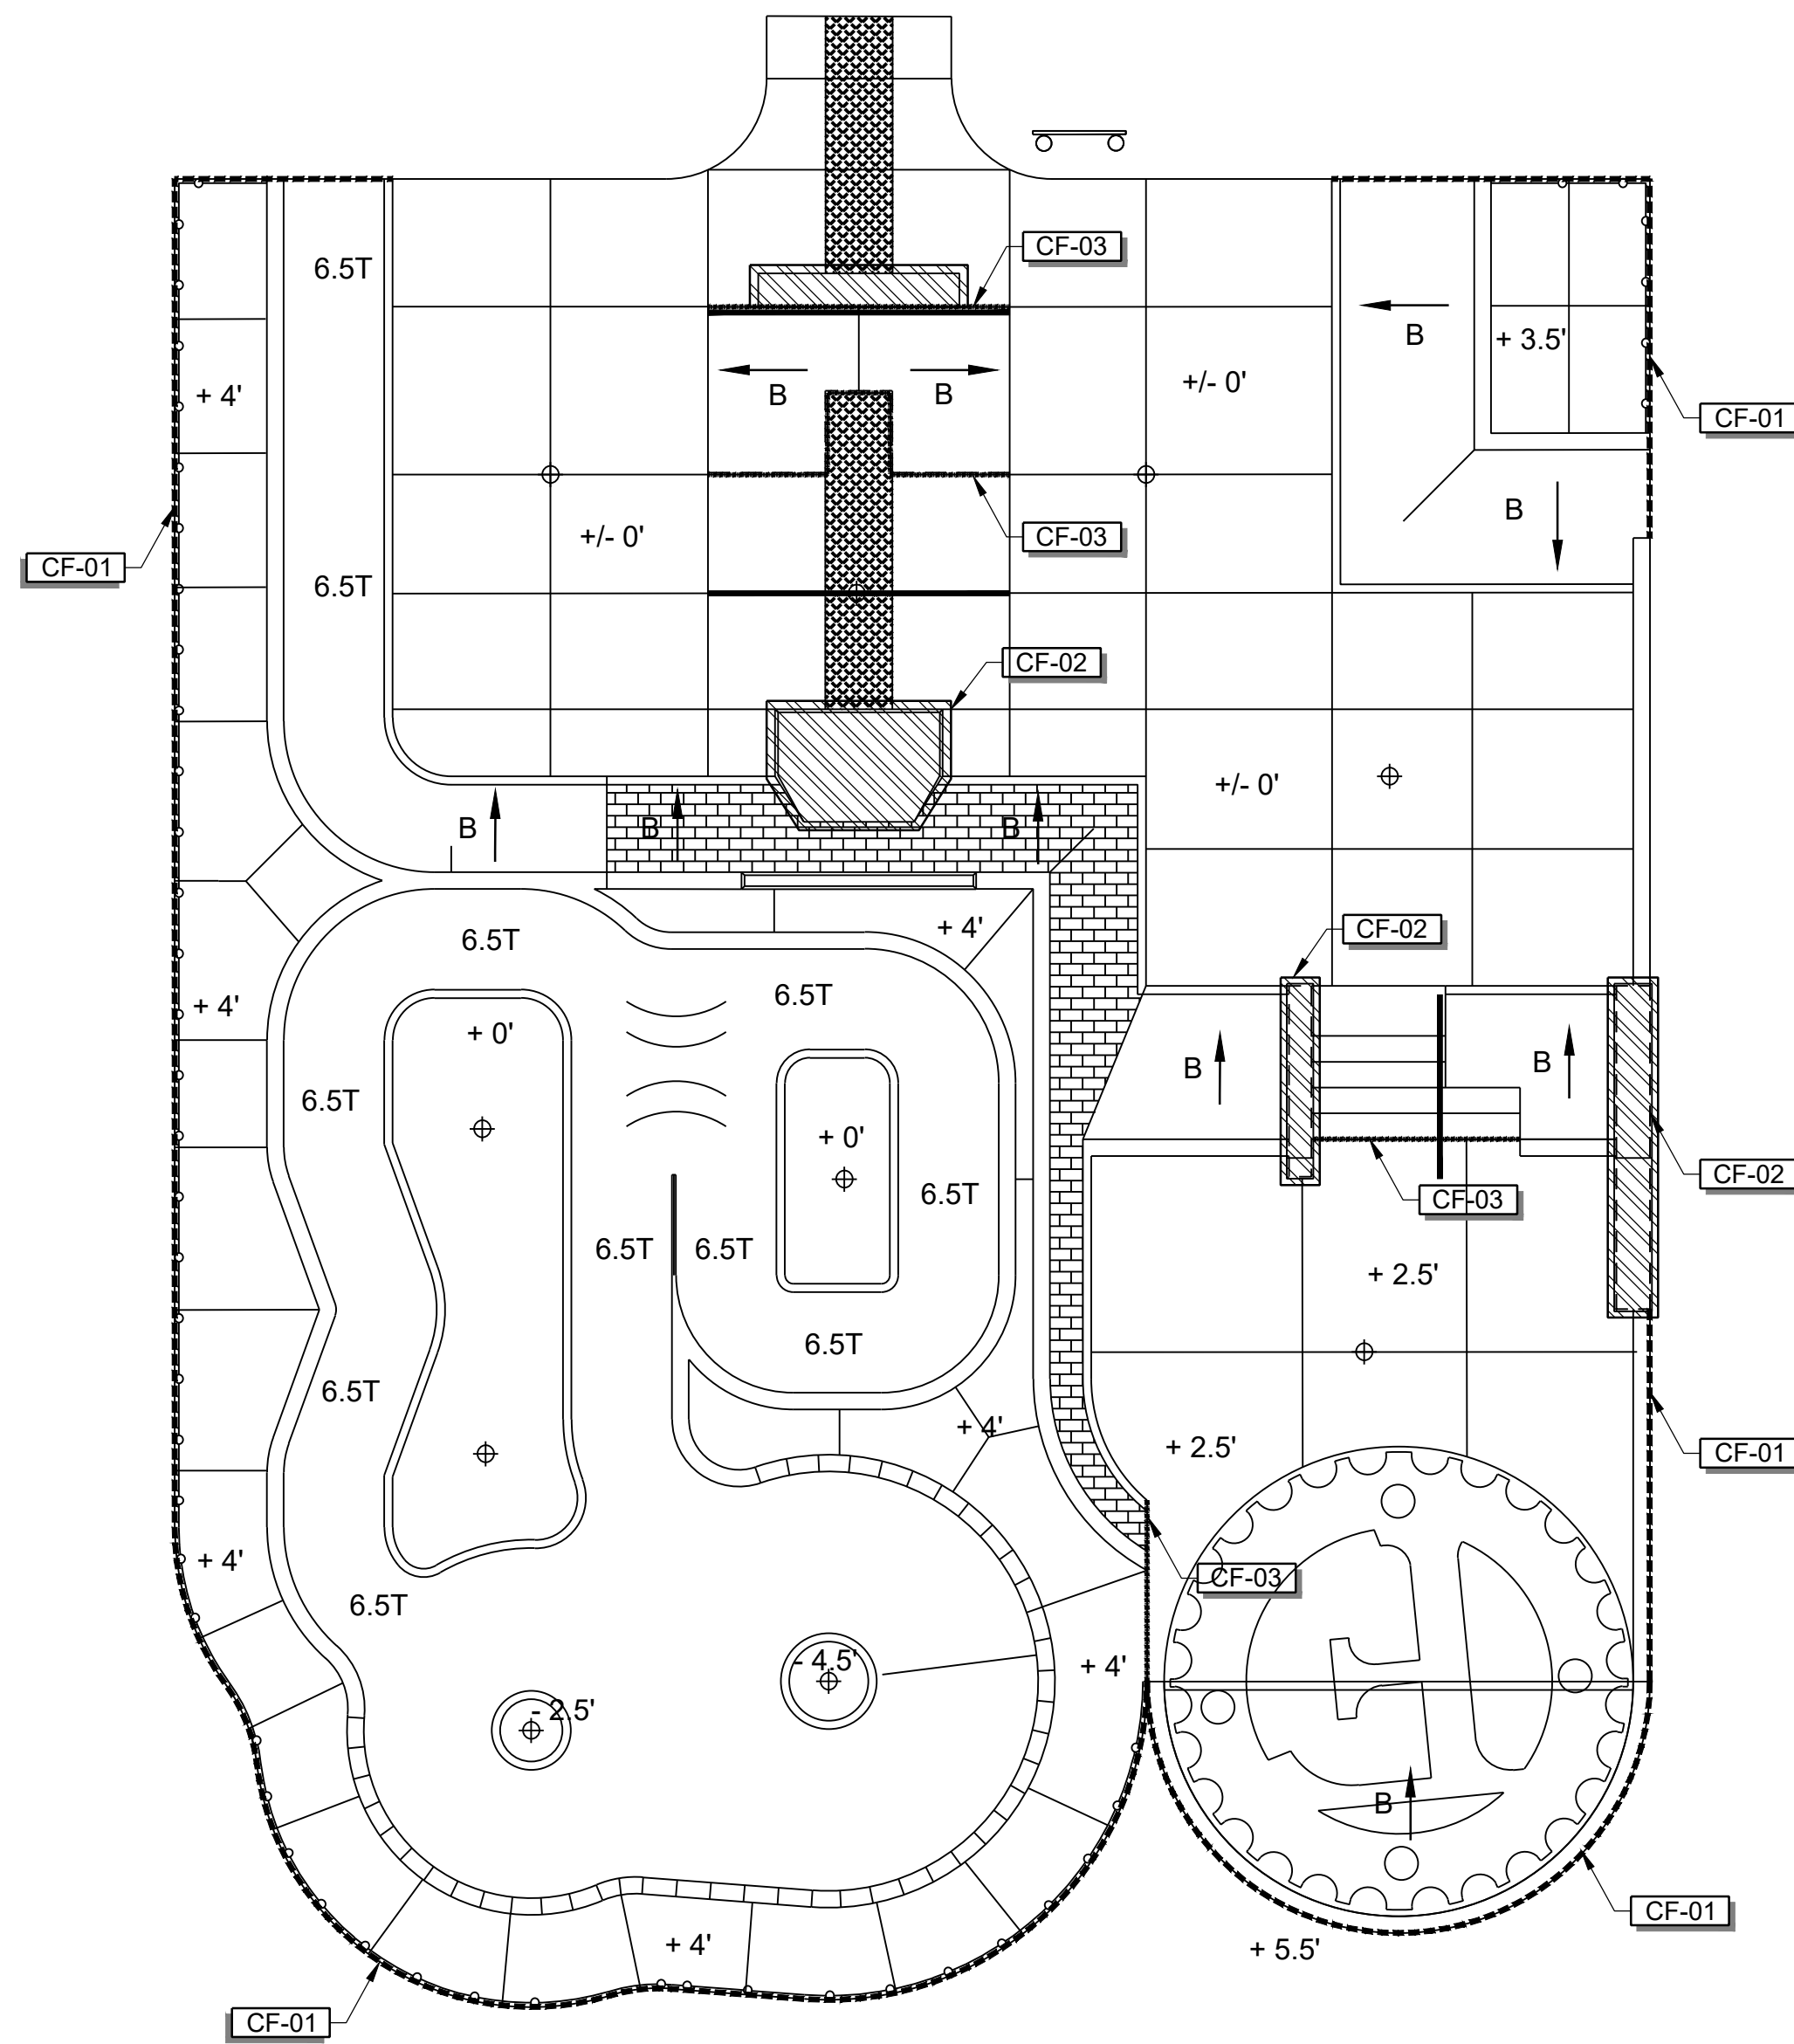 CF-03
6.5T
B
+ 3.5'
+/- 0'
B
B
+ 4'
CF-01
B
CF-03
+/- 0'
CF-01
6.5T
CF-02
+/- 0'
B
B
B
CF-02
+ 4'
6.5T
6.5T
+ 4'
+ 0'
B
B
6.5T
+ 0'
CF-02
6.5T
CF-03
6.5T
6.5T
+ 2.5'
6.5T
6.5T
+ 4'
+ 2.5'
CF-01
+ 4'
CF-03
6.5T
- 4.5'
+ 4'
- 2.5'
B
CF-01
+ 4'
+ 5.5'
CF-01